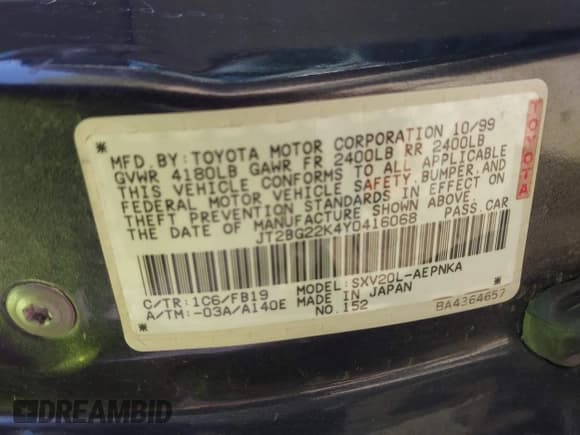 MFD. BY: TOYOTA MOTOR CORPORATION 10/99
GVWR 4180LB GAWR FR 2400LB RR 2400LB
THIS VEHICLE CONFORMS TO ALL APPLICABLE
FEDERAL MOTOR VEHICLE SAFETY, BUMPER, AND
THEFT PREVENTION STANDARDS IN EFFECT ON
THE DATE OF MANUFACTURE SHOWN ABOVE.
JT2BG22K4Y0416068 PASS. CAR
C/TR: 1C6/FB19 MODEL: SXV20L-AEPNKA
A/TM: -03A/A140E MADE IN JAPAN
NO. 152 BA4364657
TOYOTA
DREAMBID